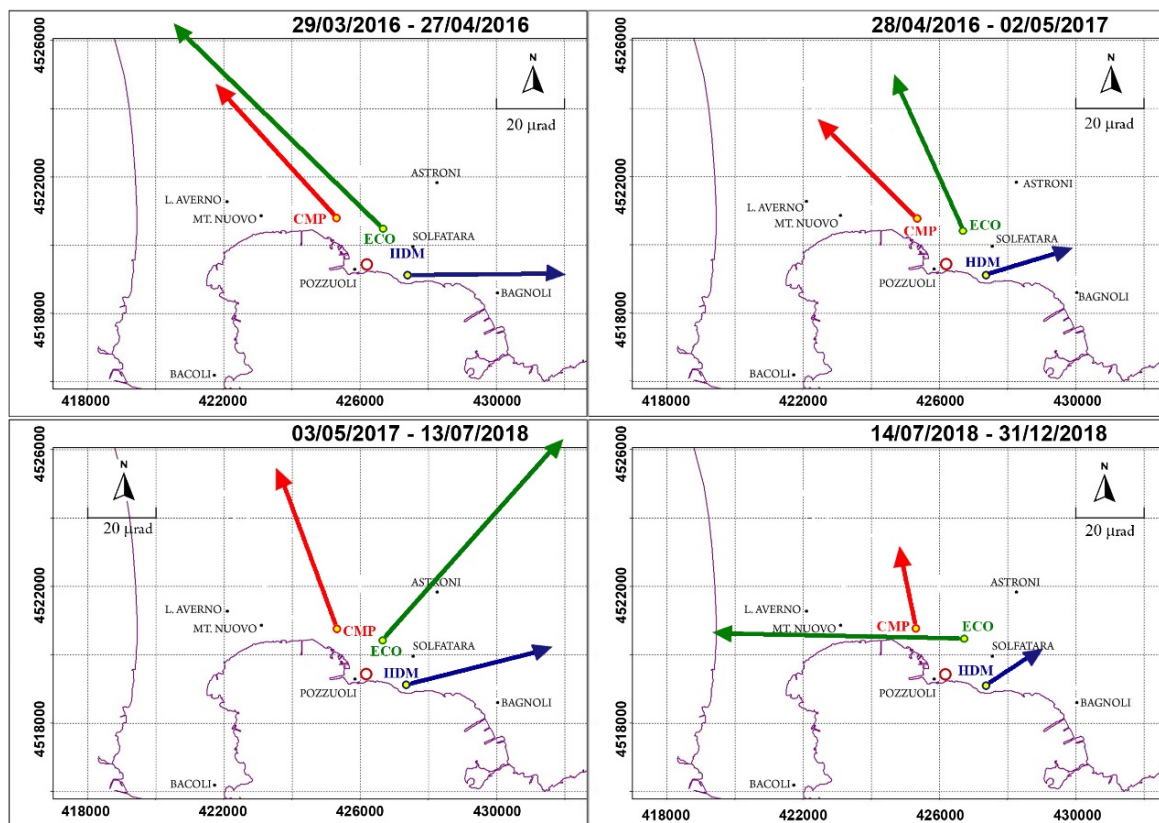 29/03/2016 - 27/04/2016
4526000
N
20 µrad
ASTRONI
4522000
L. AVERNO
MT. NUOVO
CMP
ECO
SOLFATARA
HDM
POZZUOLI
BAGNOLI
4518000
BACOLI
418000 422000 426000 430000
28/04/2016 - 02/05/2017
4526000
N
20 µrad
ASTRONI
4522000
L. AVERNO
MT. NUOVO
CMP
ECO
SOLFATARA
HDM
POZZUOLI
BAGNOLI
4518000
BACOLI
418000 422000 426000 430000
03/05/2017 - 13/07/2018
4526000
N
20 µrad
ASTRONI
4522000
L. AVERNO
MT. NUOVO
CMP
ECO
SOLFATARA
HDM
POZZUOLI
BAGNOLI
4518000
BACOLI
418000 422000 426000 430000
14/07/2018 - 31/12/2018
4526000
N
20 µrad
ASTRONI
4522000
L. AVERNO
MT. NUOVO
CMP
ECO
SOLFATARA
HDM
POZZUOLI
BAGNOLI
4518000
BACOLI
418000 422000 426000 430000